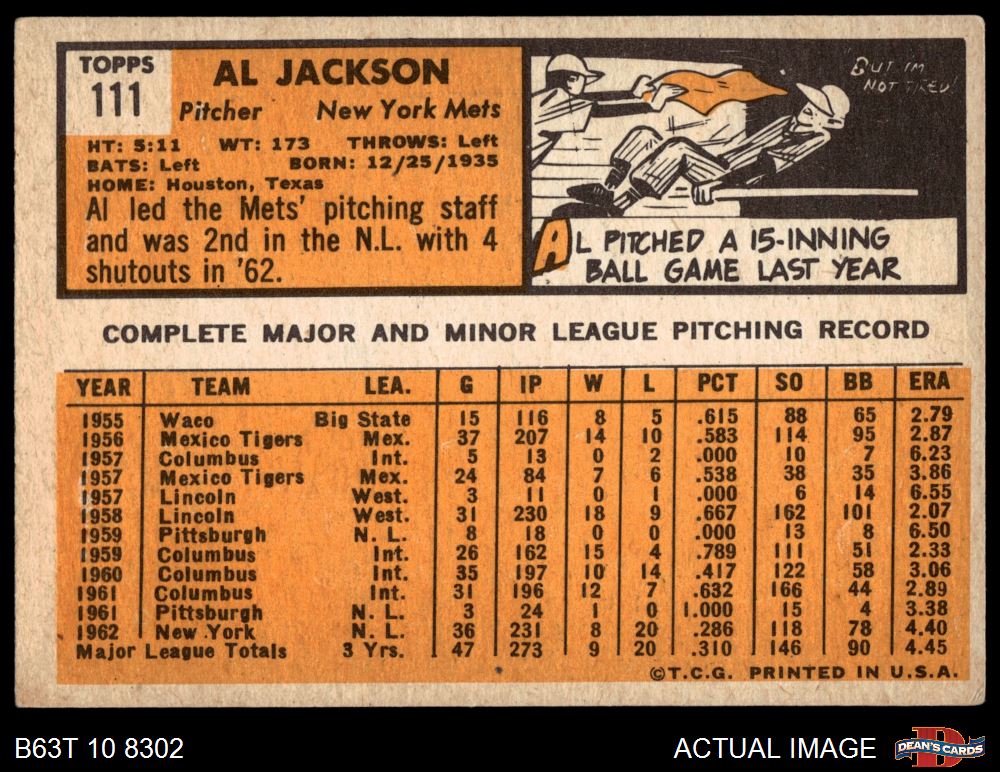 TOPPS
111
AL JACKSON
Pitcher New York Mets
HT: 5:11 WT: 173 THROWS: Left
BATS: Left BORN: 12/25/1935
HOME: Houston, Texas
Al led the Mets' pitching staff
and was 2nd in the N.L. with 4
shutouts in '62.
BUT IM
NOT TIRED!
AL PITCHED A 15-INNING
BALL GAME LAST YEAR
COMPLETE MAJOR AND MINOR LEAGUE PITCHING RECORD
YEAR TEAM LEA. G IP W L PCT SO BB ERA
1955 Waco Big State 15 116 8 5 .615 88 65 2.79
1956 Mexico Tigers Mex. 37 207 14 10 .583 114 95 2.87
1957 Columbus Int. 5 13 0 2 .000 10 7 6.23
1957 Mexico Tigers Mex. 24 84 7 6 .538 38 35 3.86
1957 Lincoln West. 3 11 0 1 .000 6 14 6.55
1958 Lincoln West. 31 230 18 9 .667 162 101 2.07
1959 Pittsburgh N. L. 8 18 0 0 .000 13 8 6.50
1959 Columbus Int. 26 162 15 4 .789 111 51 2.33
1960 Columbus Int. 35 197 10 14 .417 122 58 3.06
1961 Columbus Int. 31 196 12 7 .632 166 44 2.89
1961 Pittsburgh N. L. 3 24 1 0 1.000 15 4 3.38
1962 New York N. L. 36 231 8 20 .286 118 78 4.40
Major League Totals 3 Yrs. 47 273 9 20 .310 146 90 4.45
©T.C.G. PRINTED IN U.S.A.
B63T 10 8302 ACTUAL IMAGE
DEAN'S CARDS